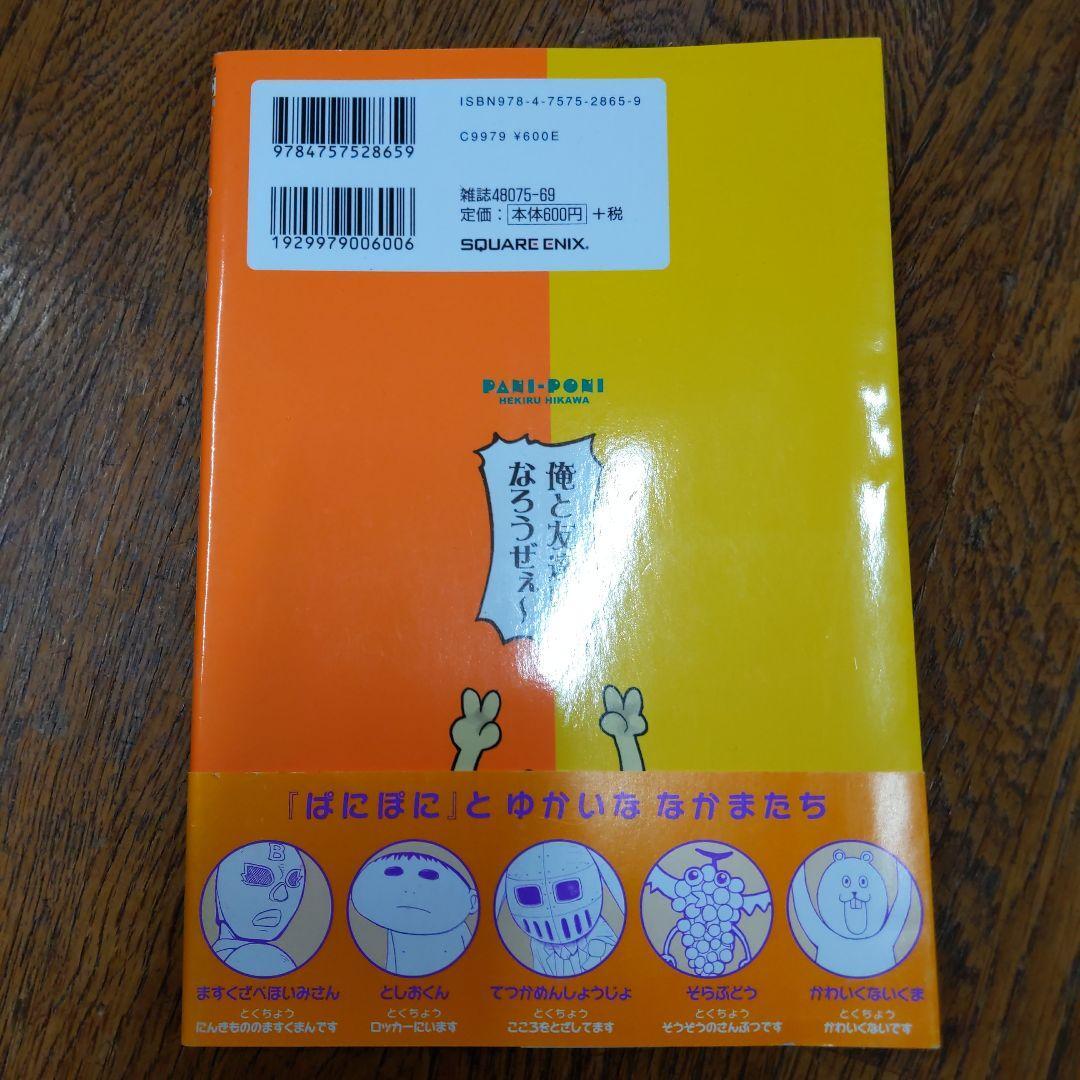 ISBN978-4-7575-2865-9
C9979 ¥600E
9784757528659
雑誌48075-69
定価：本体600円+税
1929979006006
SQUARE ENIX®
PANI-PONI
HEKIRU HIKAWA
俺と友達に
なろうぜぇ〜
『ぱにぽに』と ゆかいな なかまたち
B
ますくざべほいみさん
とくちょう
にんきもののますくまんです
としおくん
とくちょう
ロッカーにいます
てつかめんしょうじょ
とくちょう
こころをとざしてます
そらぶどう
とくちょう
そうぞうのさんぶつです
かわいくないくま
とくちょう
かわいくないです